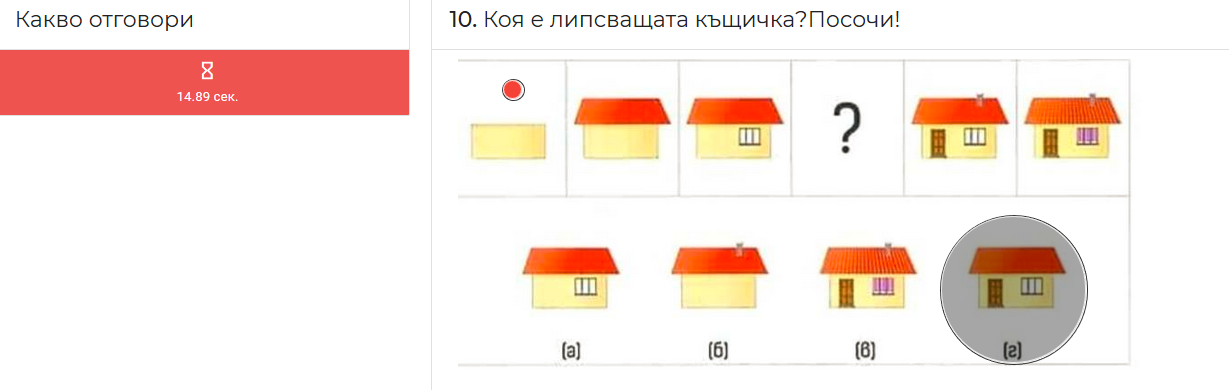 Какво отговори
14.89 сек.
10. Коя е липсващата къщичка?Посочи!
?
(а) (б) (в) (г)